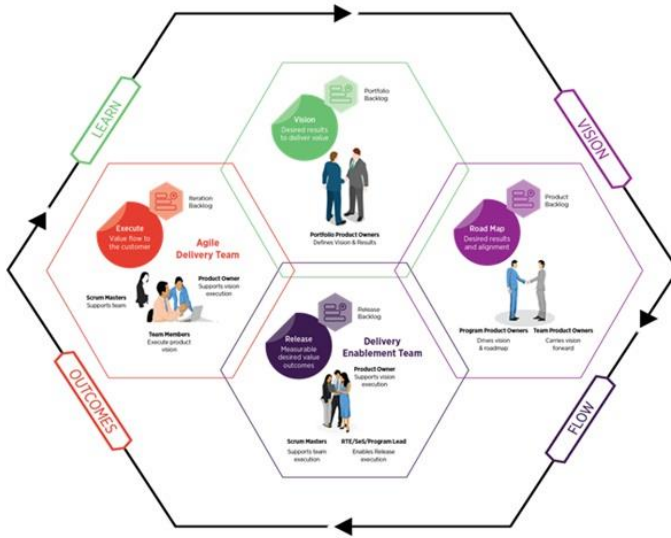 LEARN
VISION
Portfolio
Backlog
Vision
Desired results
to deliver value
Portfolio Product Owners
Defines Vision & Results
Iteration
Backlog
Execute
Value flow to
the customer
Agile
Delivery Team
Product Owner
Supports vision
execution
Scrum Masters
Supports team
Team Members
Execute product
vision
Product
Backlog
Road Map
Desired results
and alignment
Program Product Owners
Drives vision
& roadmap
Team Product Owners
Carries vision
forward
Release
Backlog
Release
Measurable
desired value
outcomes
Delivery
Enablement Team
Product Owner
Supports vision
execution
Scrum Masters
Supports team
execution
RTE/SoS/Program Lead
Enables Release
execution
OUTCOMES
FLOW